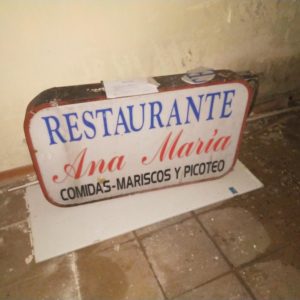 RESTAURANTE
Ana María
COMIDAS-MARISCOS Y PICOTEO